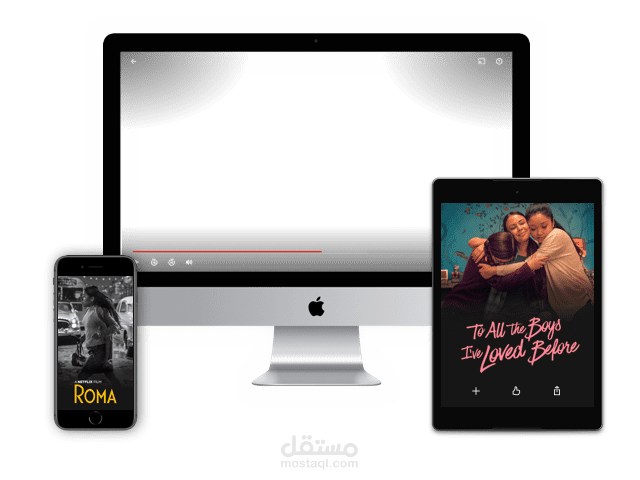 A NETFLIX FILM
ROMA
To All the Boys
I've Loved Before
مستقل
mostaql.com